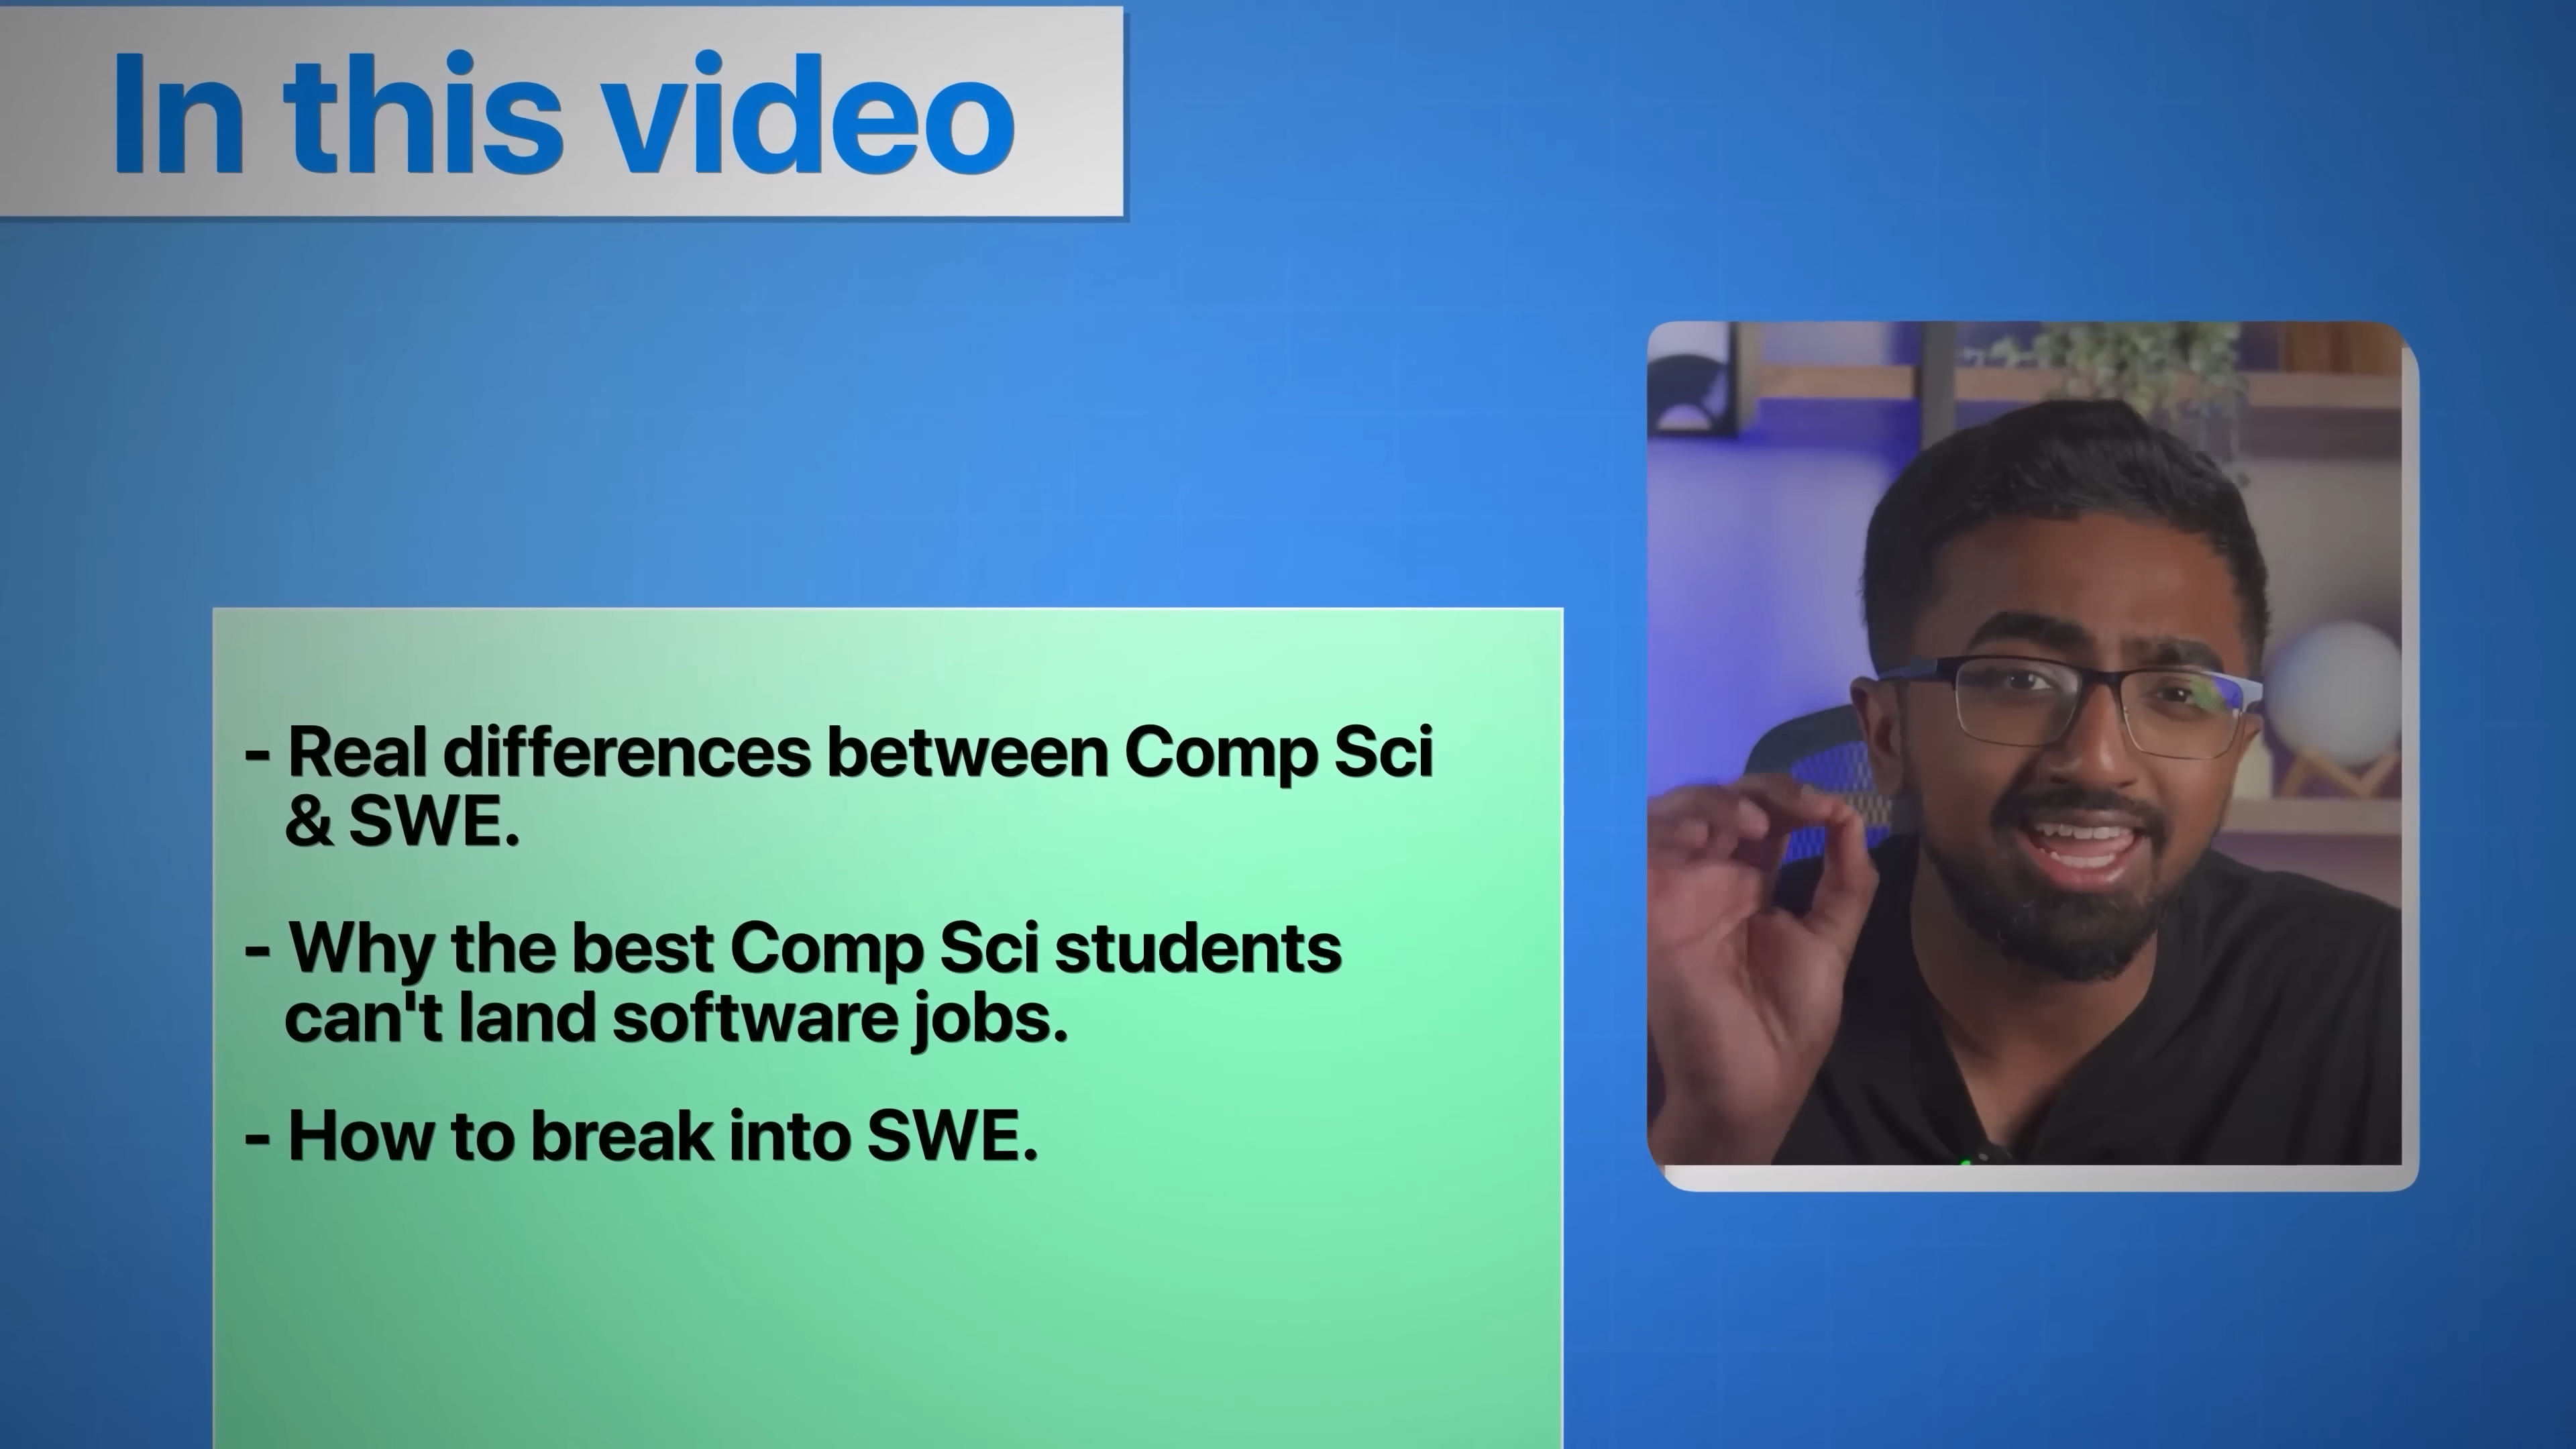 In this video
- Real differences between Comp Sci
& SWE.
- Why the best Comp Sci students
can't land software jobs.
- How to break into SWE.